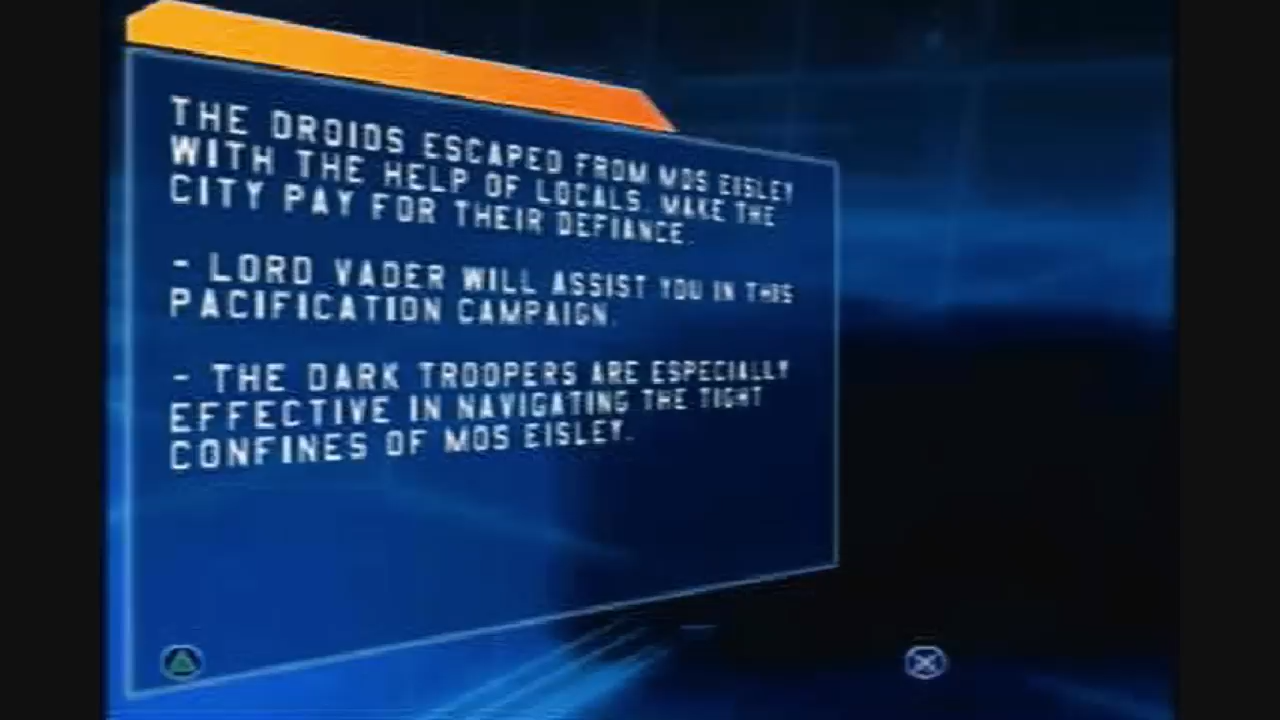 THE DROIDS ESCAPED FROM MOS EISLEY
WITH THE HELP OF LOCALS. MAKE THE
CITY PAY FOR THEIR DEFIANCE.
- LORD VADER WILL ASSIST YOU IN THIS
PACIFICATION CAMPAIGN.
- THE DARK TROOPERS ARE ESPECIALLY
EFFECTIVE IN NAVIGATING THE TIGHT
CONFINES OF MOS EISLEY.